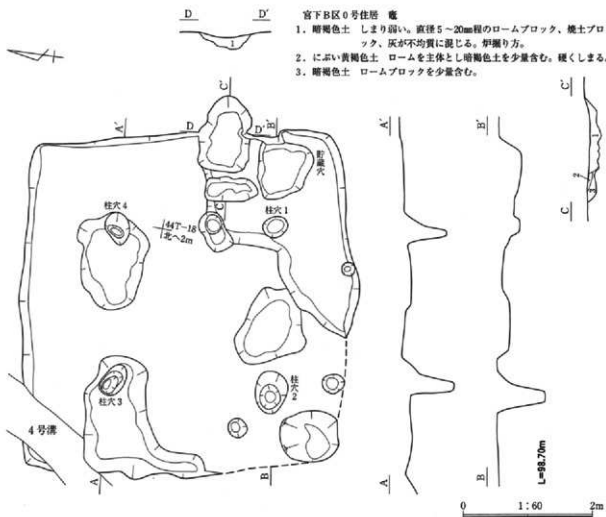 宮下B区0号住居 竈
1. 暗褐色土 しまり弱い。直径5～20㎜程のロームブロック、焼土ブロ
ック、灰が不均質に混じる。炉掘り方。
2. にぶい黄褐色土 ロームを主体とし暗褐色土を少量含む。硬くしまる。
3. 暗褐色土 ロームブロックを少量含む。
D D′
1
C′
A′ D D′ B′
貯蔵穴
C
柱穴4
44T-18
北へ2m
柱穴1
柱穴3
柱穴2
4号溝
A B
A′ B′ C′
1
2
3
C
A B
L=98.70m
0 1:60 2m